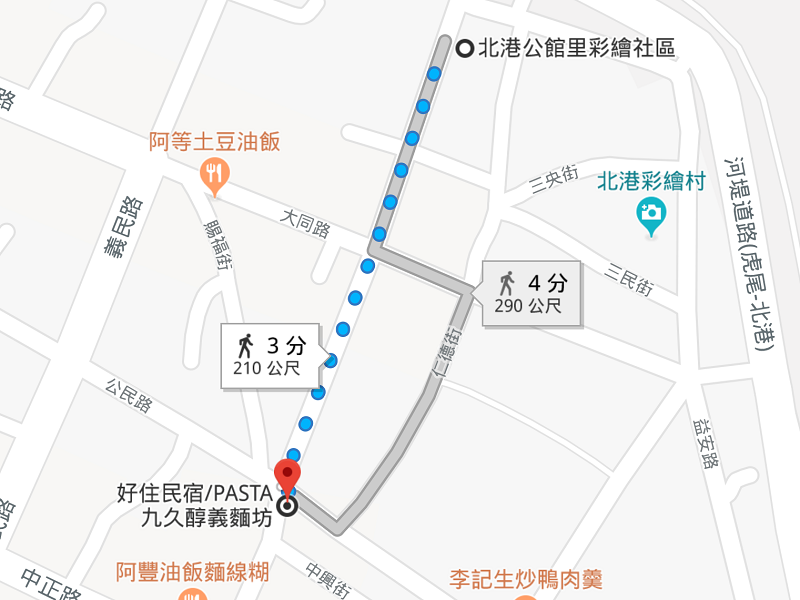 北港公館里彩繪社區
路
阿等土豆油飯
三央街
北港彩繪村
河堤道路(虎尾-北港)
義民路
大同路
賜福街
三民街
4 分
290 公尺
3 分
210 公尺
仁德街
公民路
益安路
好住民宿/PASTA
九久醇義麵坊
民路
阿豐油飯麵線糊
中正路
中興街
李記生炒鴨肉羹